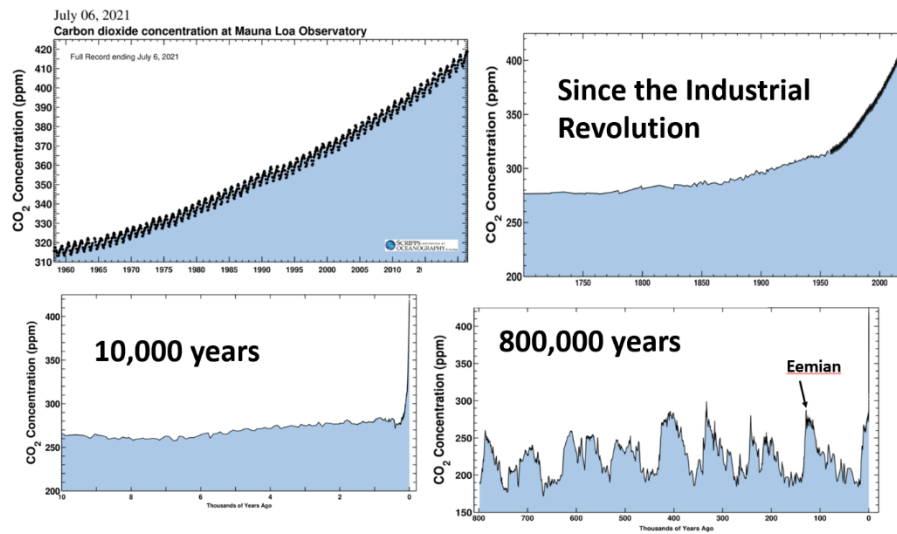 July 06, 2021
Carbon dioxide concentration at Mauna Loa Observatory
Full Record ending July 6, 2021
CO2 Concentration (ppm)
420
410
400
390
380
370
360
350
340
330
320
310
1960 1965 1970 1975 1980 1985 1990 1995 2000 2005 2010
SCRIPPS
OCEANOGRAPHY
Since the Industrial
Revolution
CO2 Concentration (ppm)
400
350
300
250
200
1750 1800 1850 1900 1950 2000
10,000 years
CO2 Concentration (ppm)
400
350
300
250
200
10 8 6 4 2 0
Thousands of Years Ago
800,000 years
Eemian
CO2 Concentration (ppm)
400
350
300
250
200
150
800 700 600 500 400 300 200 100 0
Thousands of Years Ago